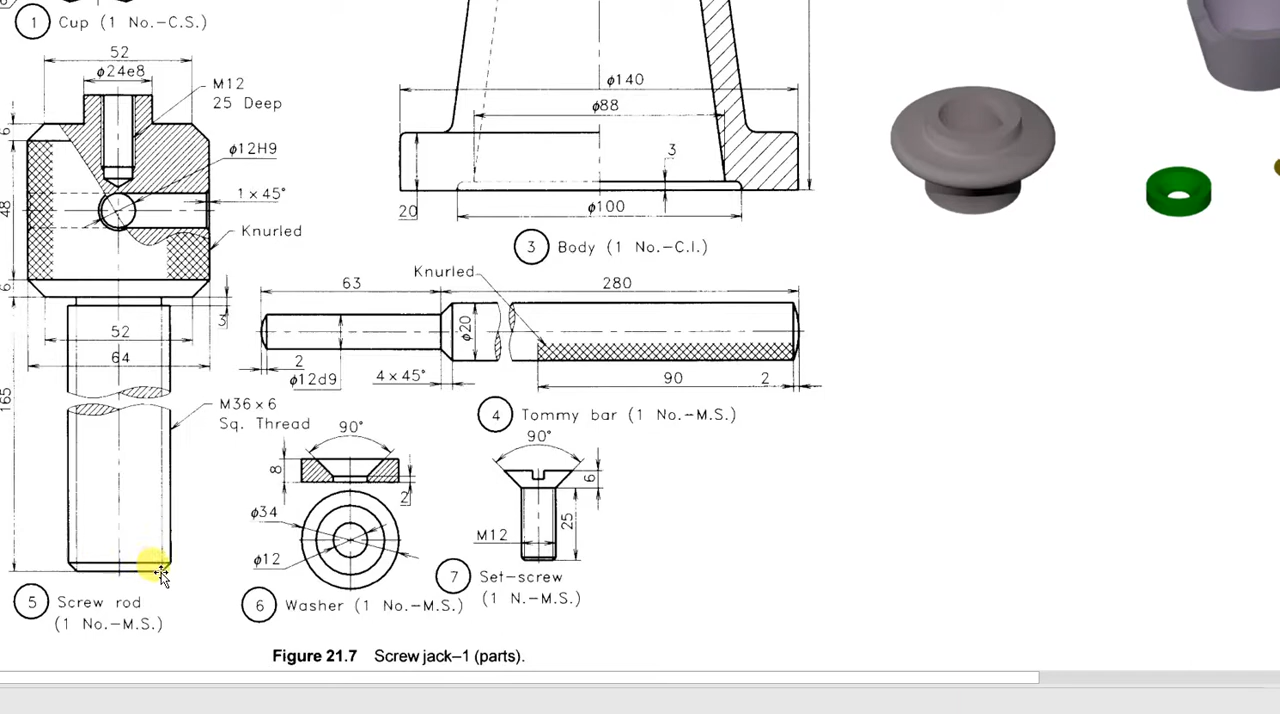 1 Cup (1 No.–C.S.)
52
ϕ24e8
M12
25 Deep
6
ϕ12H9
1×45°
48
Knurled
6
3
52
64
165
M36×6
Sq. Thread
5 Screw rod
(1 No.–M.S.)
ϕ140
ϕ88
3
20
ϕ100
3 Body (1 No.–C.I.)
Knurled
63
280
ϕ20
2
ϕ12d9
4×45°
90
2
4 Tommy bar (1 No.–M.S.)
90°
8
2
ϕ34
ϕ12
6 Washer (1 No.–M.S.)
90°
6
25
M12
7 Set-screw
(1 N.–M.S.)
Figure 21.7 Screw jack–1 (parts).